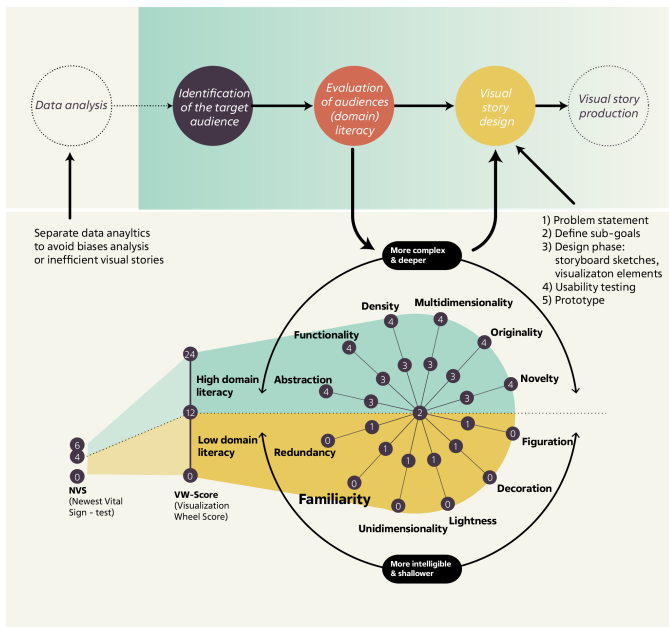 Data analysis
Identification
of the target
audience
Evaluation
of audiences
(domain)
literacy
Visual
story
design
Visual story
production
Separate data anayltics
to avoid biases analysis
or inefficient visual stories
1) Problem statement
2) Define sub-goals
3) Design phase:
storyboard sketches,
visualizaton elements
4) Usability testing
5) Prototype
More complex
& deeper
Density
Multidimensionality
Functionality
Originality
Abstraction
Novelty
4
4
4
4
4
4
3
3
3
3
3
3
24
High domain
literacy
12
2
Low domain
literacy
6
4
0
0
NVS
(Newest Vital
Sign - test)
VW-Score
(Visualization
Wheel Score)
1
1
1
1
1
1
0
0
0
0
0
0
Redundancy
Figuration
Familiarity
Decoration
Unidimensionality
Lightness
More intelligible
& shallower